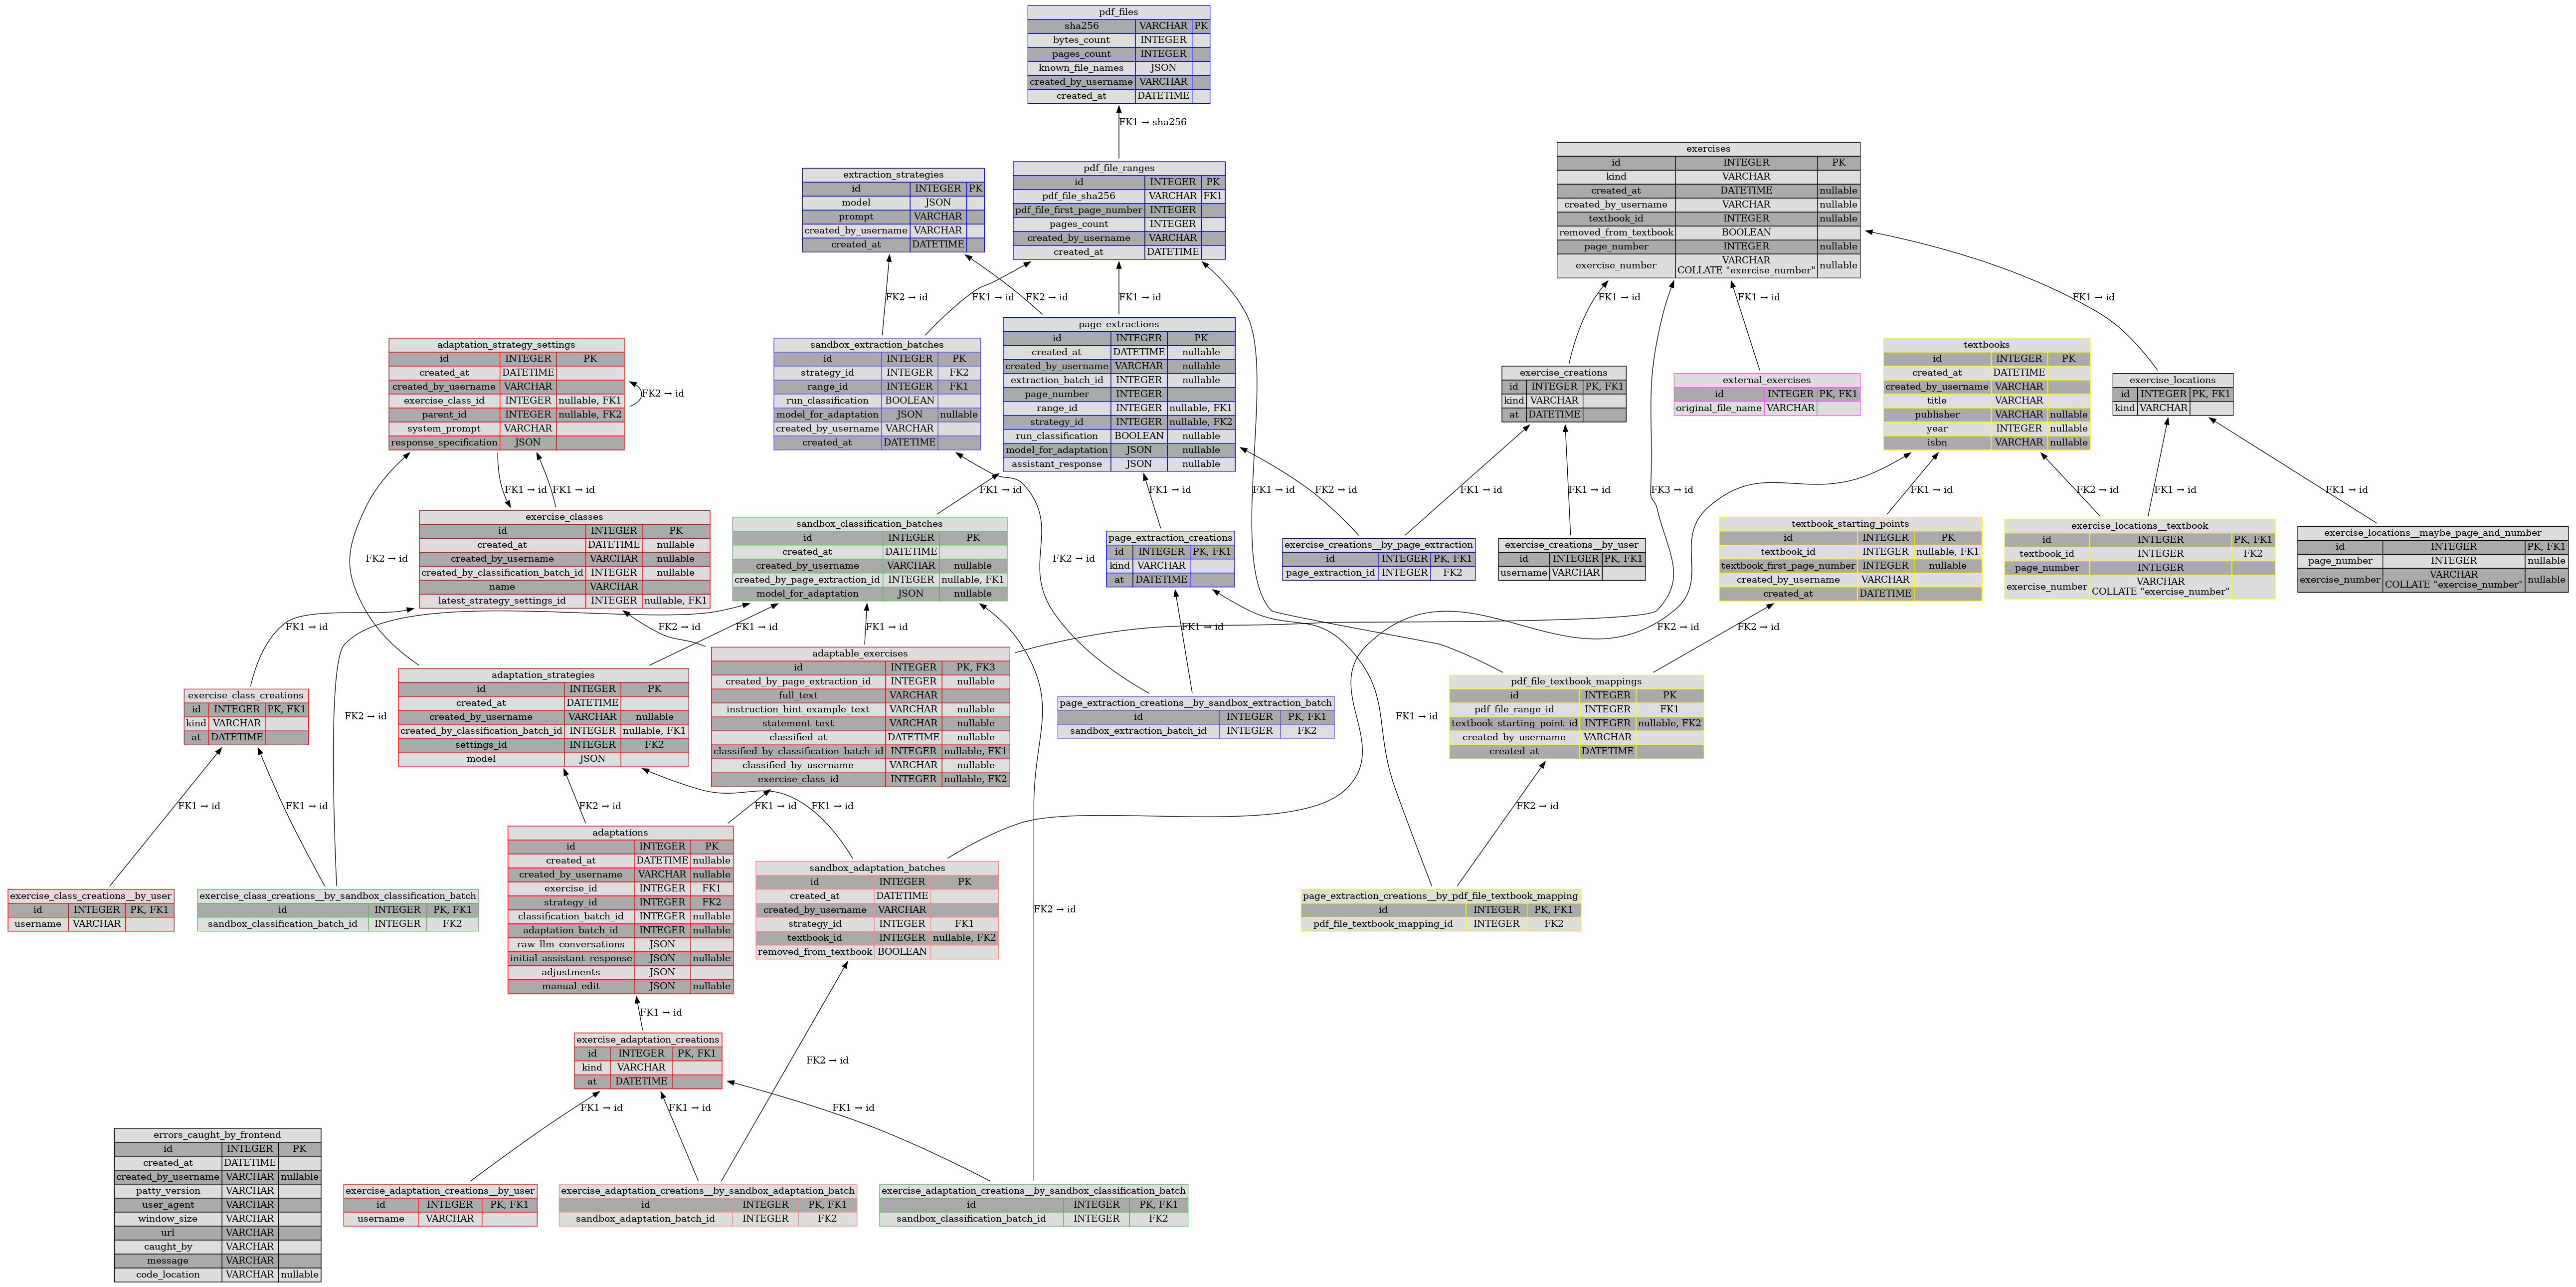 pdf_files
sha256 VARCHAR PK
bytes_count INTEGER
pages_count INTEGER
known_file_names JSON
created_by_username VARCHAR
created_at DATETIME
FK1 → sha256
extraction_strategies
id INTEGER PK
model JSON
prompt VARCHAR
created_by_username VARCHAR
created_at DATETIME
pdf_file_ranges
id INTEGER PK
pdf_file_sha256 VARCHAR FK1
pdf_file_first_page_number INTEGER
pages_count INTEGER
created_by_username VARCHAR
created_at DATETIME
exercises
id INTEGER PK
kind VARCHAR
created_at DATETIME nullable
created_by_username VARCHAR nullable
textbook_id INTEGER nullable
removed_from_textbook BOOLEAN
page_number INTEGER nullable
exercise_number VARCHAR
COLLATE "exercise_number" nullable
FK2 → id
FK1 → id
FK2 → id
FK1 → id
FK1 → id
FK1 → id
FK1 → id
adaptation_strategy_settings
id INTEGER PK
created_at DATETIME
created_by_username VARCHAR
exercise_class_id INTEGER nullable, FK1
parent_id INTEGER nullable, FK2
system_prompt VARCHAR
response_specification JSON
FK2 → id
sandbox_extraction_batches
id INTEGER PK
strategy_id INTEGER FK2
range_id INTEGER FK1
run_classification BOOLEAN
model_for_adaptation JSON nullable
created_by_username VARCHAR
created_at DATETIME
page_extractions
id INTEGER PK
created_at DATETIME nullable
created_by_username VARCHAR nullable
extraction_batch_id INTEGER nullable
page_number INTEGER
range_id INTEGER nullable, FK1
strategy_id INTEGER nullable, FK2
run_classification BOOLEAN nullable
model_for_adaptation JSON nullable
assistant_response JSON nullable
exercise_creations
id INTEGER PK, FK1
kind VARCHAR
at DATETIME
external_exercises
id INTEGER PK, FK1
original_file_name VARCHAR
textbooks
id INTEGER PK
created_at DATETIME
created_by_username VARCHAR
title VARCHAR
publisher VARCHAR nullable
year INTEGER nullable
isbn VARCHAR nullable
exercise_locations
id INTEGER PK, FK1
kind VARCHAR
FK1 → id
FK1 → id
FK1 → id
FK1 → id
FK1 → id
FK2 → id
FK1 → id
FK1 → id
FK3 → id
FK1 → id
FK2 → id
FK1 → id
FK1 → id
exercise_classes
id INTEGER PK
created_at DATETIME nullable
created_by_username VARCHAR nullable
created_by_classification_batch_id INTEGER nullable
name VARCHAR
latest_strategy_settings_id INTEGER nullable, FK1
sandbox_classification_batches
id INTEGER PK
created_at DATETIME
created_by_username VARCHAR nullable
created_by_page_extraction_id INTEGER nullable, FK1
model_for_adaptation JSON nullable
page_extraction_creations
id INTEGER PK, FK1
kind VARCHAR
at DATETIME
exercise_creations__by_page_extraction
id INTEGER PK, FK1
page_extraction_id INTEGER FK2
exercise_creations__by_user
id INTEGER PK, FK1
username VARCHAR
textbook_starting_points
id INTEGER PK
textbook_id INTEGER nullable, FK1
textbook_first_page_number INTEGER nullable
created_by_username VARCHAR
created_at DATETIME
exercise_locations__textbook
id INTEGER PK, FK1
textbook_id INTEGER FK2
page_number INTEGER
exercise_number VARCHAR
COLLATE "exercise_number"
exercise_locations__maybe_page_and_number
id INTEGER PK, FK1
page_number INTEGER nullable
exercise_number VARCHAR
COLLATE "exercise_number" nullable
FK2 → id
FK2 → id
FK1 → id
FK2 → id
FK1 → id
FK1 → id
FK1 → id
FK2 → id
FK2 → id
exercise_class_creations
id INTEGER PK, FK1
kind VARCHAR
at DATETIME
FK2 → id
adaptation_strategies
id INTEGER PK
created_at DATETIME
created_by_username VARCHAR nullable
created_by_classification_batch_id INTEGER nullable, FK1
settings_id INTEGER FK2
model JSON
adaptable_exercises
id INTEGER PK, FK3
created_by_page_extraction_id INTEGER nullable
full_text VARCHAR
instruction_hint_example_text VARCHAR nullable
statement_text VARCHAR nullable
classified_at DATETIME nullable
classified_by_classification_batch_id INTEGER nullable, FK1
classified_by_username VARCHAR nullable
exercise_class_id INTEGER nullable, FK2
page_extraction_creations__by_sandbox_extraction_batch
id INTEGER PK, FK1
sandbox_extraction_batch_id INTEGER FK2
FK1 → id
pdf_file_textbook_mappings
id INTEGER PK
pdf_file_range_id INTEGER FK1
textbook_starting_point_id INTEGER nullable, FK2
created_by_username VARCHAR
created_at DATETIME
FK1 → id
FK1 → id
FK2 → id
FK1 → id
FK1 → id
FK2 → id
exercise_class_creations__by_user
id INTEGER PK, FK1
username VARCHAR
exercise_class_creations__by_sandbox_classification_batch
id INTEGER PK, FK1
sandbox_classification_batch_id INTEGER FK2
adaptations
id INTEGER PK
created_at DATETIME nullable
created_by_username VARCHAR nullable
exercise_id INTEGER FK1
strategy_id INTEGER FK2
classification_batch_id INTEGER nullable
adaptation_batch_id INTEGER nullable
raw_llm_conversations JSON
initial_assistant_response JSON nullable
adjustments JSON
manual_edit JSON nullable
sandbox_adaptation_batches
id INTEGER PK
created_at DATETIME
created_by_username VARCHAR
strategy_id INTEGER FK1
textbook_id INTEGER nullable, FK2
removed_from_textbook BOOLEAN
FK2 → id
page_extraction_creations__by_pdf_file_textbook_mapping
id INTEGER PK, FK1
pdf_file_textbook_mapping_id INTEGER FK2
FK1 → id
exercise_adaptation_creations
id INTEGER PK, FK1
kind VARCHAR
at DATETIME
FK2 → id
FK1 → id
FK1 → id
FK1 → id
errors_caught_by_frontend
id INTEGER PK
created_at DATETIME
created_by_username VARCHAR nullable
patty_version VARCHAR
user_agent VARCHAR
window_size VARCHAR
url VARCHAR
caught_by VARCHAR
message VARCHAR
code_location VARCHAR nullable
exercise_adaptation_creations__by_user
id INTEGER PK, FK1
username VARCHAR
exercise_adaptation_creations__by_sandbox_adaptation_batch
id INTEGER PK, FK1
sandbox_adaptation_batch_id INTEGER FK2
exercise_adaptation_creations__by_sandbox_classification_batch
id INTEGER PK, FK1
sandbox_classification_batch_id INTEGER FK2